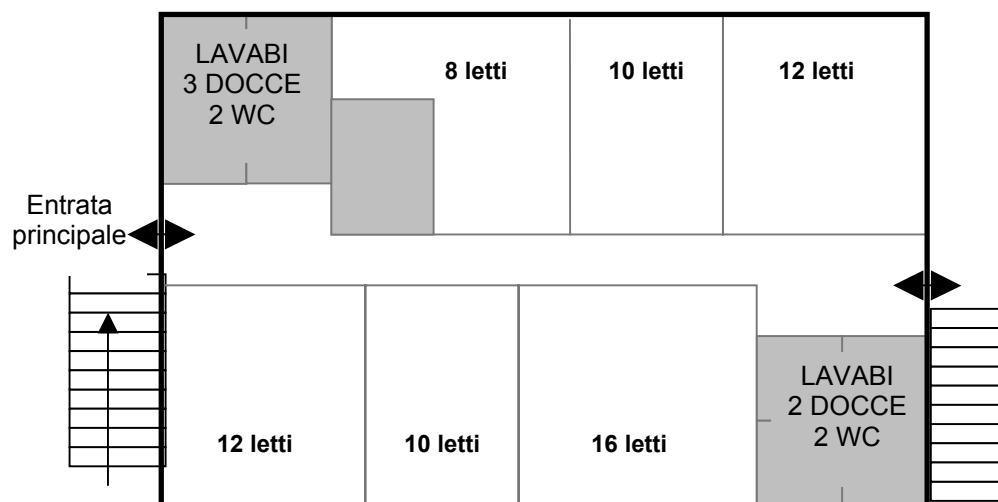 LAVABI
3 DOCCE
2 WC
8 letti
10 letti
12 letti
Entrata
principale
12 letti
10 letti
16 letti
LAVABI
2 DOCCE
2 WC